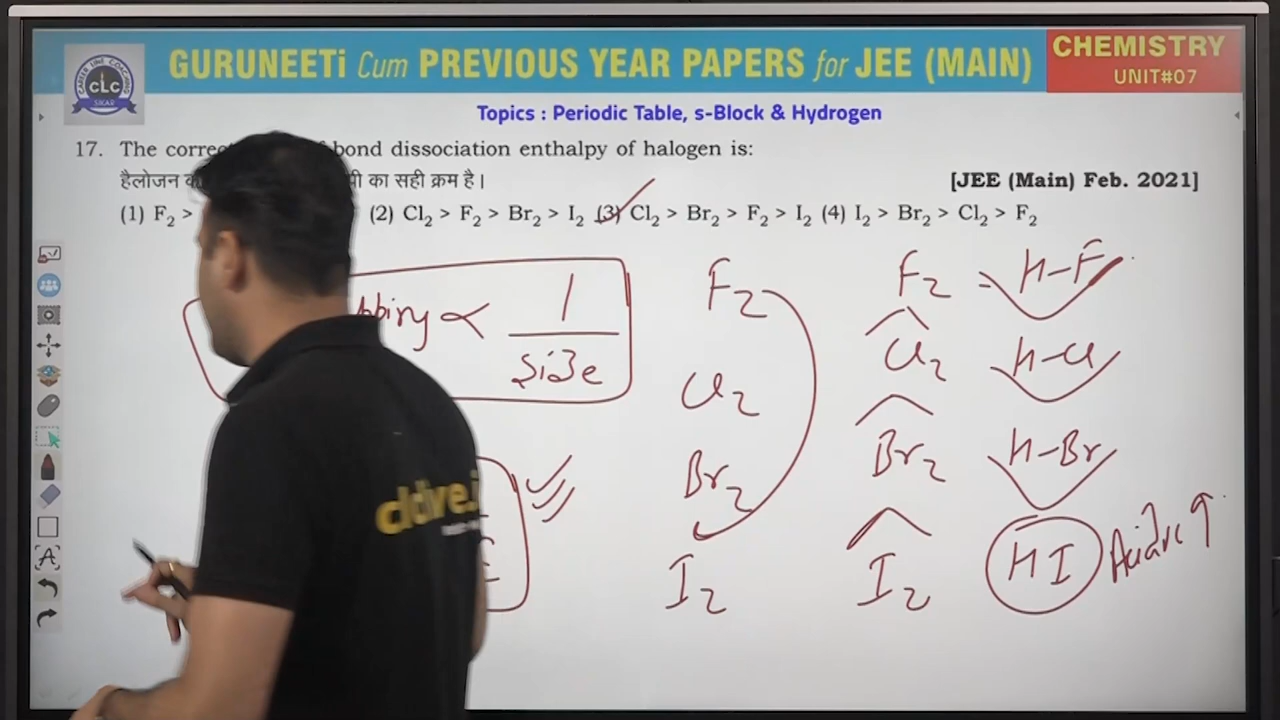 GURUNEETi Cum PREVIOUS YEAR PAPERS for JEE (MAIN)
CHEMISTRY
UNIT#07
CLC
SIKAR
Topics : Periodic Table, s-Block & Hydrogen
17. The bond dissociation enthalpy of halogen is:
हैलोजन का सही क्रम है।
[JEE (Main) Feb. 2021]
(1) F₂ > (2) Cl₂ > F₂ > Br₂ > I₂ (3) Cl₂ > Br₂ > F₂ > I₂ (4) I₂ > Br₂ > Cl₂ > F₂
∝ 1
size
F₂
Cl₂
Br₂
I₂
F₂ H-F
Cl₂ H-Cl
Br₂ H-Br
I₂ HI
A